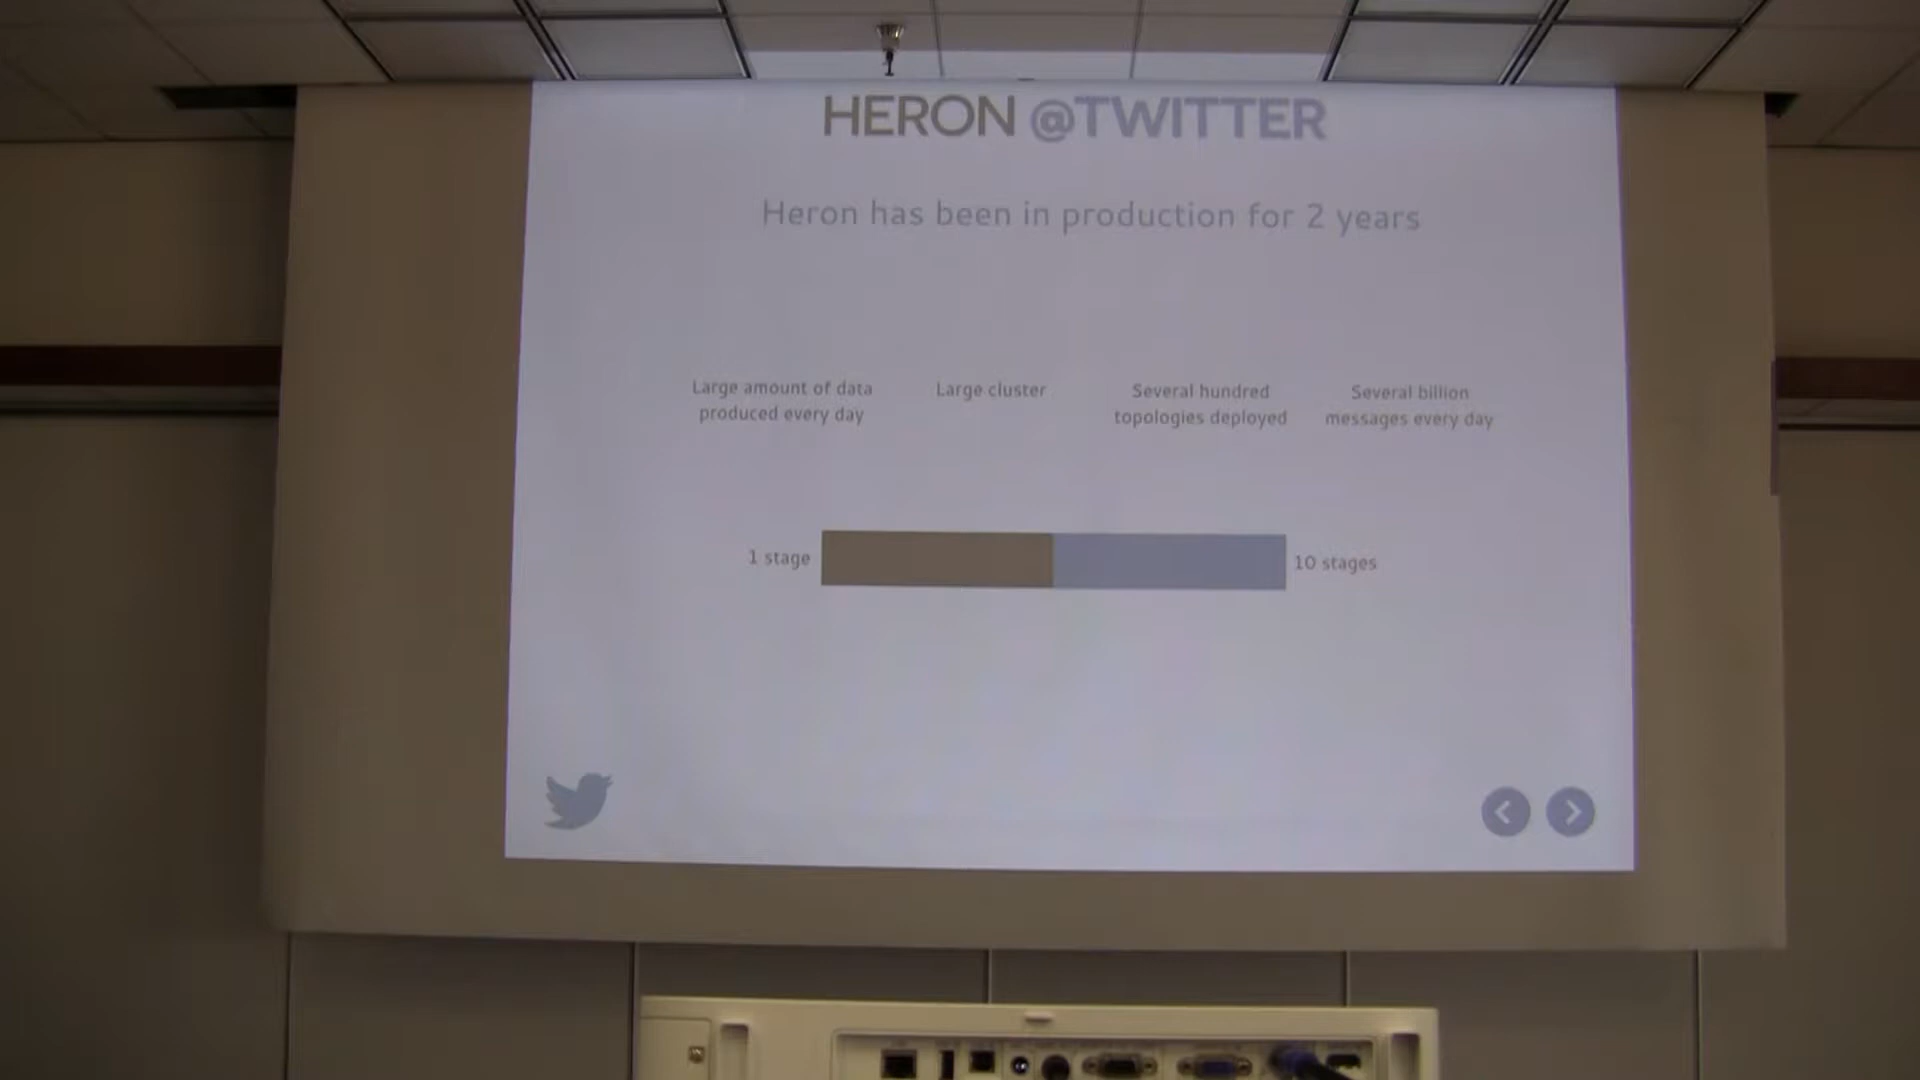 HERON @TWITTER
Heron has been in production for 2 years
Large amount of data
produced every day
Large cluster
Several hundred
topologies deployed
Several billion
messages every day
1 stage
10 stages